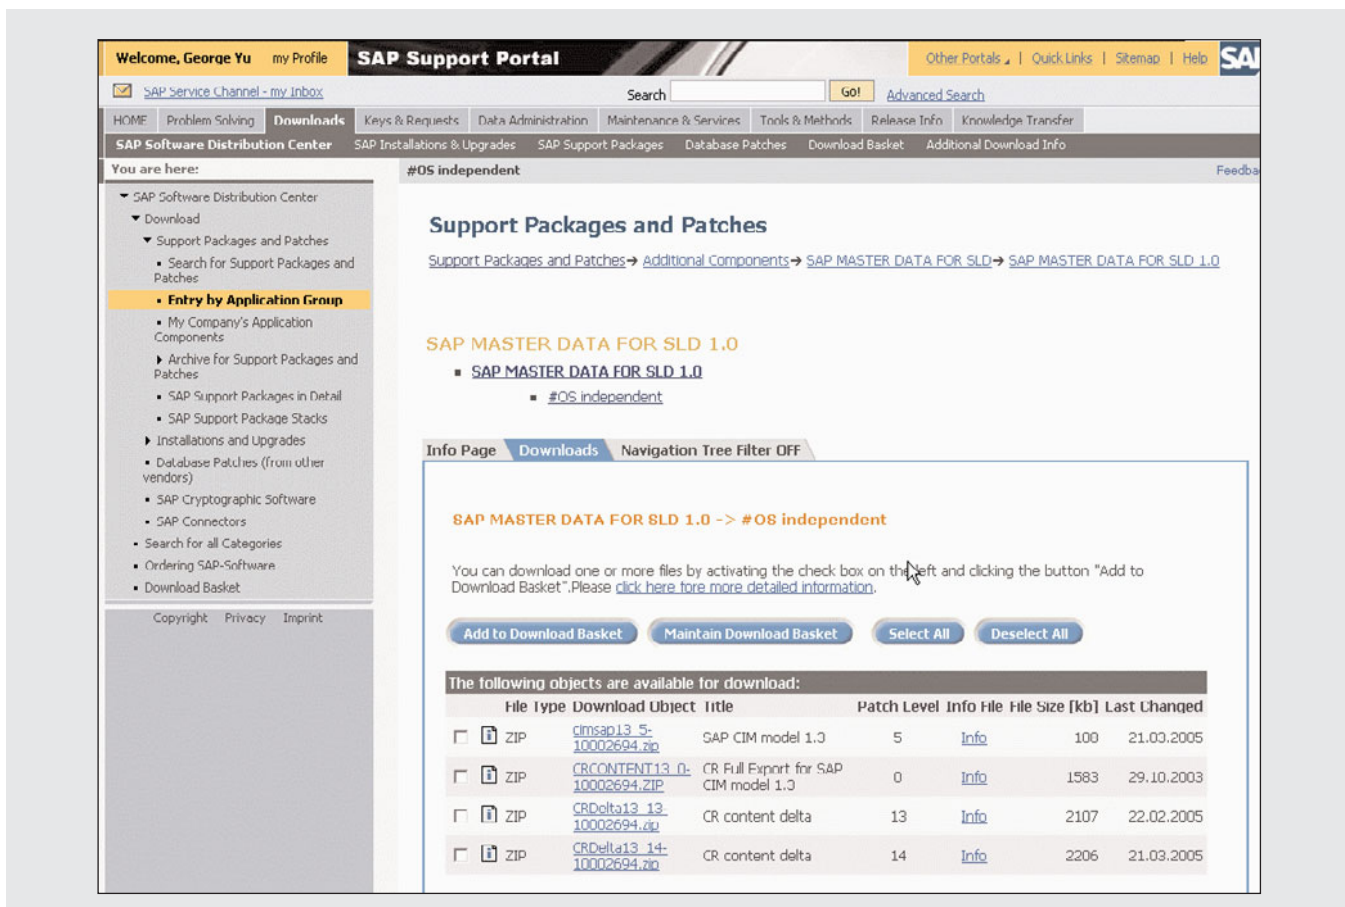 Welcome, George Yu my Profile SAP Support Portal Other Portals | Quick Links | Sitemap | Help
SAP Service Channel - my Inbox Search Go! Advanced Search
HOME Problem Solving Downloads Keys & Requests Data Administration Maintenance & Services Tools & Methods Release Info Knowledge Transfer
SAP Software Distribution Center SAP Installations & Upgrades SAP Support Packages Database Patches Download Basket Additional Download Info
You are here: #OS independent
SAP Software Distribution Center
Download
Support Packages and Patches
Search for Support Packages and
Patches
Entry by Application Group
My Company's Application
Components
Archive for Support Packages and
Patches
SAP Support Packages in Detail
SAP Support Package Stacks
Installations and Upgrades
Database Patches (from other
vendors)
SAP Cryptographic Software
SAP Connectors
Search for all Categories
Ordering SAP-Software
Download Basket
Copyright Privacy Imprint
Support Packages and Patches
Support Packages and Patches→ Additional Components→ SAP MASTER DATA FOR SLD→ SAP MASTER DATA FOR SLD 1.0
SAP MASTER DATA FOR SLD 1.0
SAP MASTER DATA FOR SLD 1.0
#OS independent
Info Page Downloads Navigation Tree Filter OFF
SAP MASTER DATA FOR SLD 1.0 -> #OS independent
You can download one or more files by activating the check box on the left and clicking the button "Add to
Download Basket".Please click here fore more detailed information.
Add to Download Basket Maintain Download Basket Select All Deselect All
The following objects are available for download:
File Type Download Object Title Patch Level Info File File Size [kb] Last Changed
ZIP cimsap13_5- SAP CIM model 1.3 5 Info 100 21.03.2005
10002694.zip
ZIP CRCONTENT13_0- CR Full Export for SAP 0 Info 1583 29.10.2003
10002694.ZIP CIM model 1.3
ZIP CRDelta13_13- CR content delta 13 Info 2107 22.02.2005
10002694.zip
ZIP CRDelta13_14- CR content delta 14 Info 2206 21.03.2005
10002694.zip